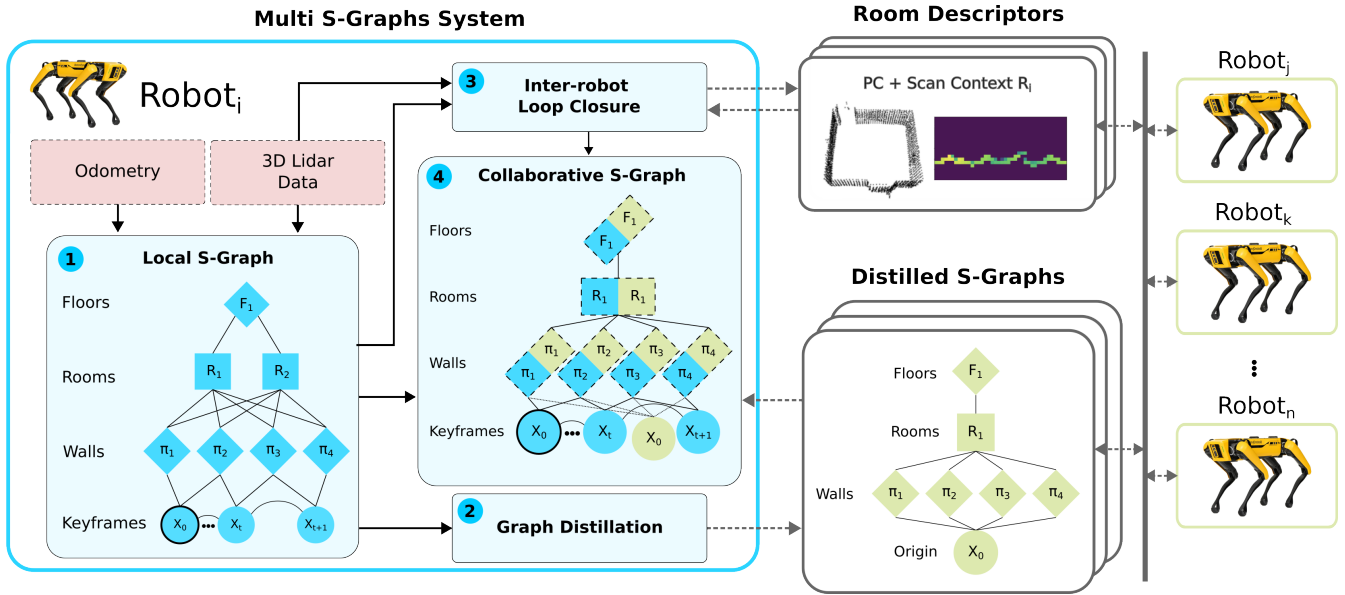 Multi S-Graphs System
Room Descriptors
Robot_i
Odometry
3D Lidar
Data
3
Inter-robot
Loop Closure
PC + Scan Context R_i
1
Local S-Graph
Floors
F_1
Rooms
R_1
R_2
Walls
π_1
π_2
π_3
π_4
Keyframes
X_0
•••
X_t
X_t+1
4
Collaborative S-Graph
Floors
F_1
F_1
Rooms
R_1
R_1
Walls
π_1
π_2
π_3
π_4
π_1
π_2
π_3
π_4
Keyframes
X_0
•••
X_t
X_0
X_t+1
2
Graph Distillation
Distilled S-Graphs
Floors
F_1
Rooms
R_1
Walls
π_1
π_2
π_3
π_4
Origin
X_0
Robot_j
Robot_k
Robot_n